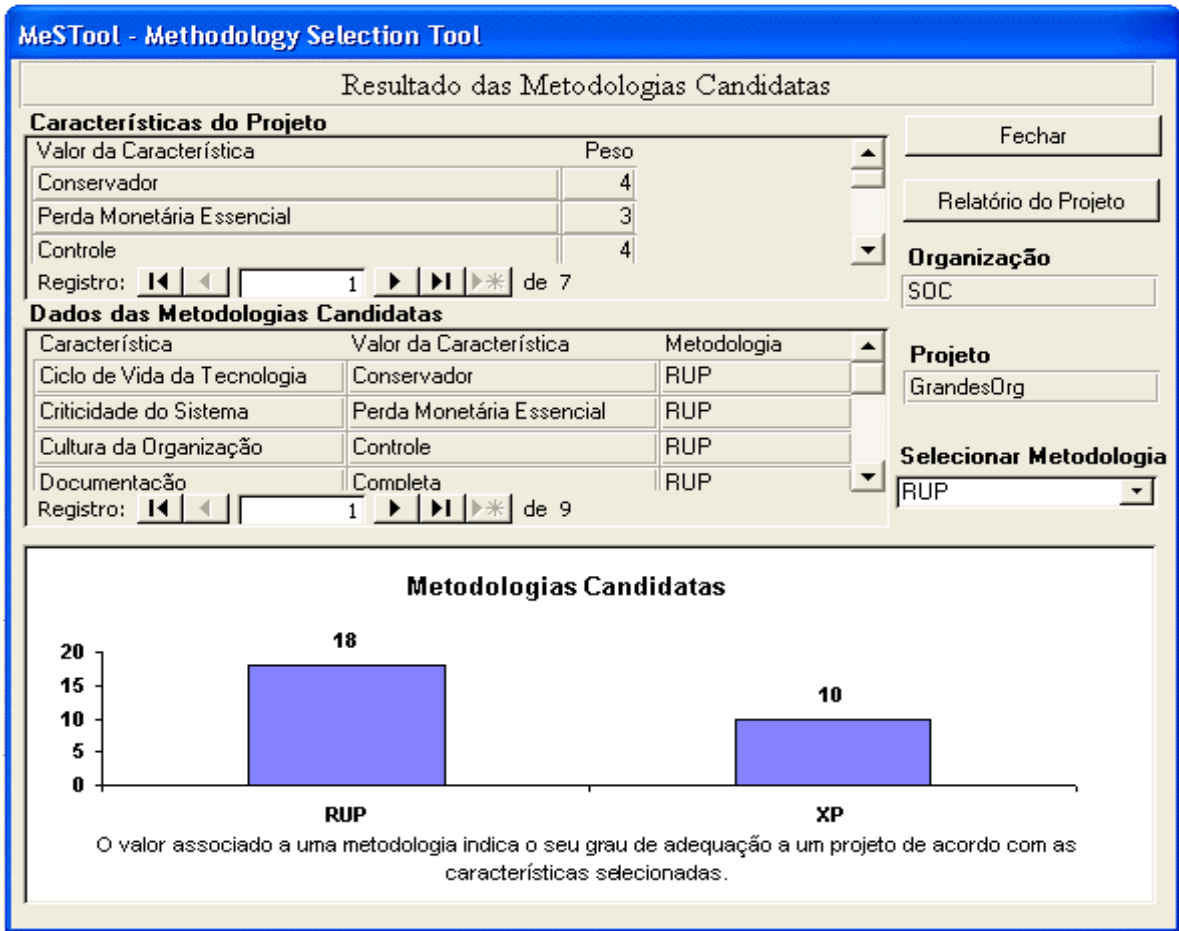 MeSTool - Methodology Selection Tool
Resultado das Metodologias Candidatas
Características do Projeto
Valor da Característica Peso
Conservador 4
Perda Monetária Essencial 3
Controle 4
Registro: 1 de 7
Dados das Metodologias Candidatas
Característica Valor da Característica Metodologia
Ciclo de Vida da Tecnologia Conservador RUP
Criticidade do Sistema Perda Monetária Essencial RUP
Cultura da Organização Controle RUP
Documentação Completa RUP
Registro: 1 de 9
Fechar
Relatório do Projeto
Organização
SOC
Projeto
GrandesOrg
Selecionar Metodologia
RUP
Metodologias Candidatas
20
15
10
5
0
18
10
RUP
XP
O valor associado a uma metodologia indica o seu grau de adequação a um projeto de acordo com as
características selecionadas.